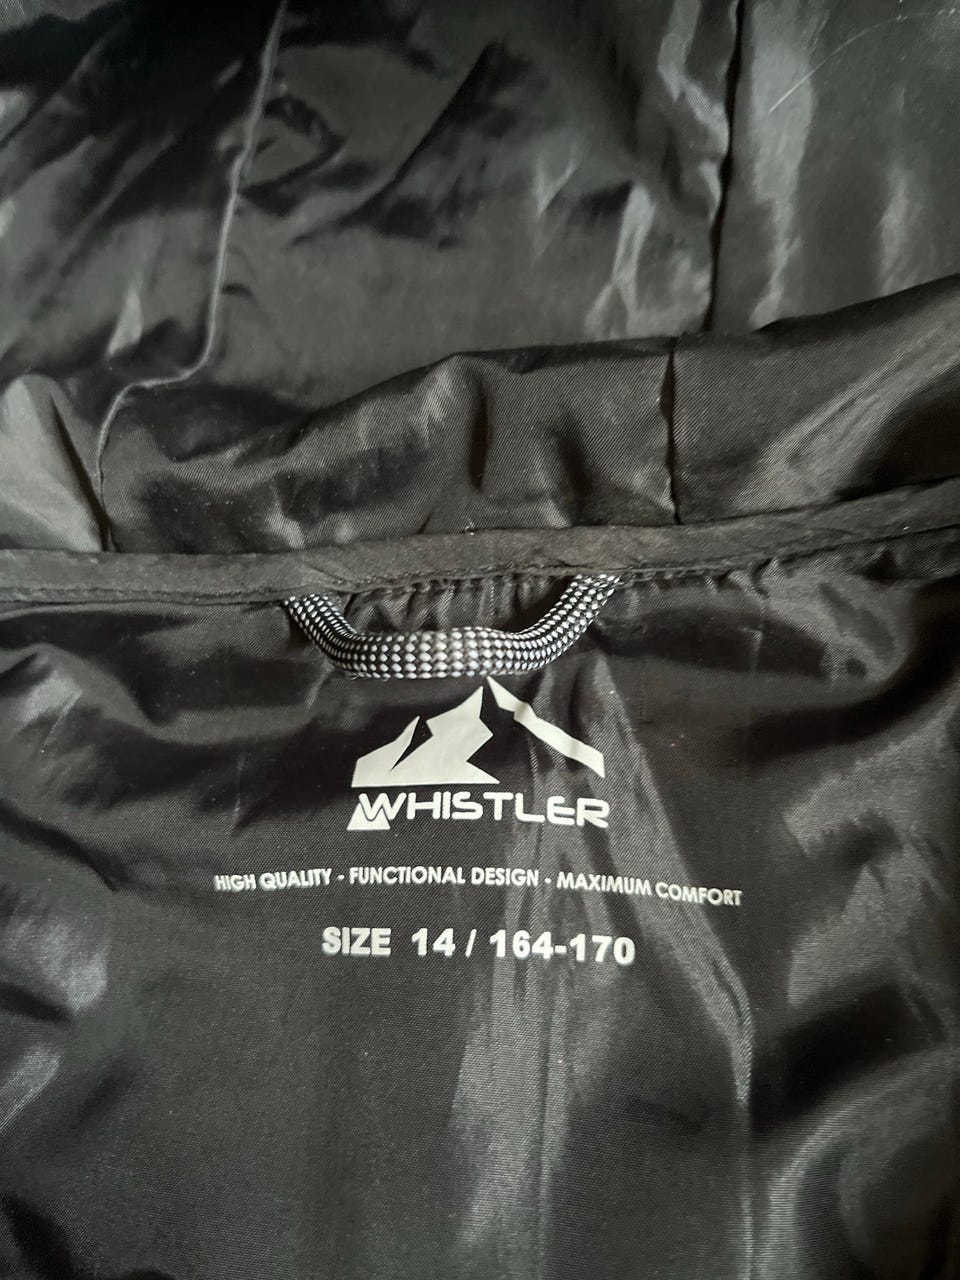 WHISTLER
HIGH QUALITY - FUNCTIONAL DESIGN - MAXIMUM COMFORT
SIZE 14 / 164-170